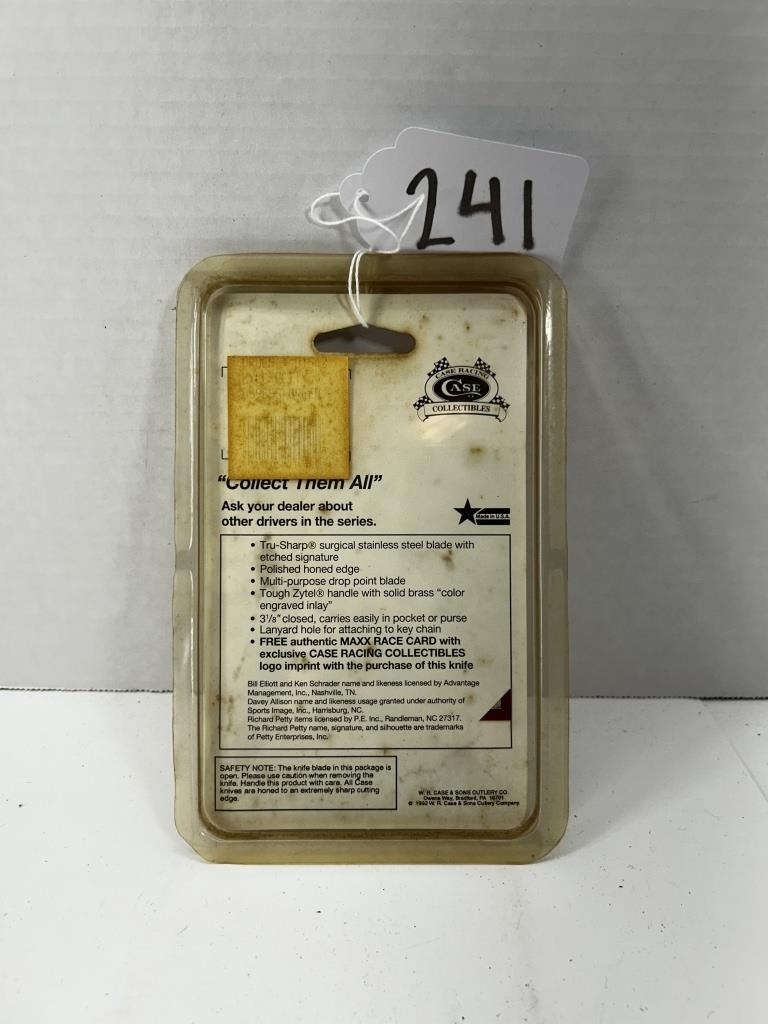 241
CASE RACING
CASE
COLLECTIBLES
"Collect Them All"
Ask your dealer about
other drivers in the series.
Made in U.S.A.
• Tru-Sharp® surgical stainless steel blade with
etched signature
• Polished honed edge
• Multi-purpose drop point blade
• Tough Zytel® handle with solid brass "color
engraved inlay"
• 3⅛" closed, carries easily in pocket or purse
• Lanyard hole for attaching to key chain
• FREE authentic MAXX RACE CARD with
exclusive CASE RACING COLLECTIBLES
logo imprint with the purchase of this knife
Bill Elliott and Ken Schrader name and likeness licensed by Advantage
Management, Inc., Nashville, TN.
Davey Allison name and likeness usage granted under authority of
Sports Image, Inc., Harrisburg, NC.
Richard Petty items licensed by P.E. Inc., Randleman, NC 27317.
The Richard Petty name, signature, and silhouette are trademarks
of Petty Enterprises, Inc.
SAFETY NOTE: The knife blade in this package is
open. Please use caution when removing the
knife. Handle this product with care. All Case
knives are honed to an extremely sharp cutting
edge.
W. R. CASE & SONS CUTLERY CO.
Owens Way, Bradford, PA 16701
© 1992 W. R. Case & Sons Cutlery Company